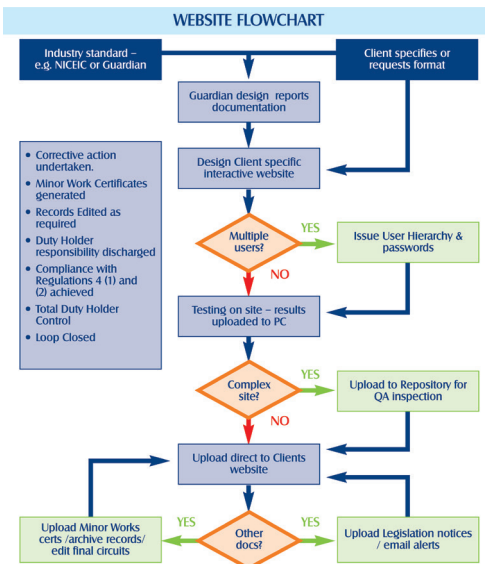 WEBSITE FLOWCHART
Industry standard –
e.g. NICEIC or Guardian
Client specifies or
requests format
Guardian design reports
documentation
Design Client specific
interactive website
• Corrective action
undertaken.
• Minor Work Certificates
generated
• Records Edited as
required
• Duty Holder
responsibility discharged
• Compliance with
Regulations 4 (1) and
(2) achieved
• Total Duty Holder
Control
• Loop Closed
Multiple
users?
YES
Issue User Hierarchy &
passwords
NO
Testing on site – results
uploaded to PC
Complex
site?
YES
Upload to Repository for
QA inspection
NO
Upload direct to Clients
website
Upload Minor Works
certs /archive records/
edit final circuits
YES
Other
docs?
YES
Upload Legislation notices
/ email alerts